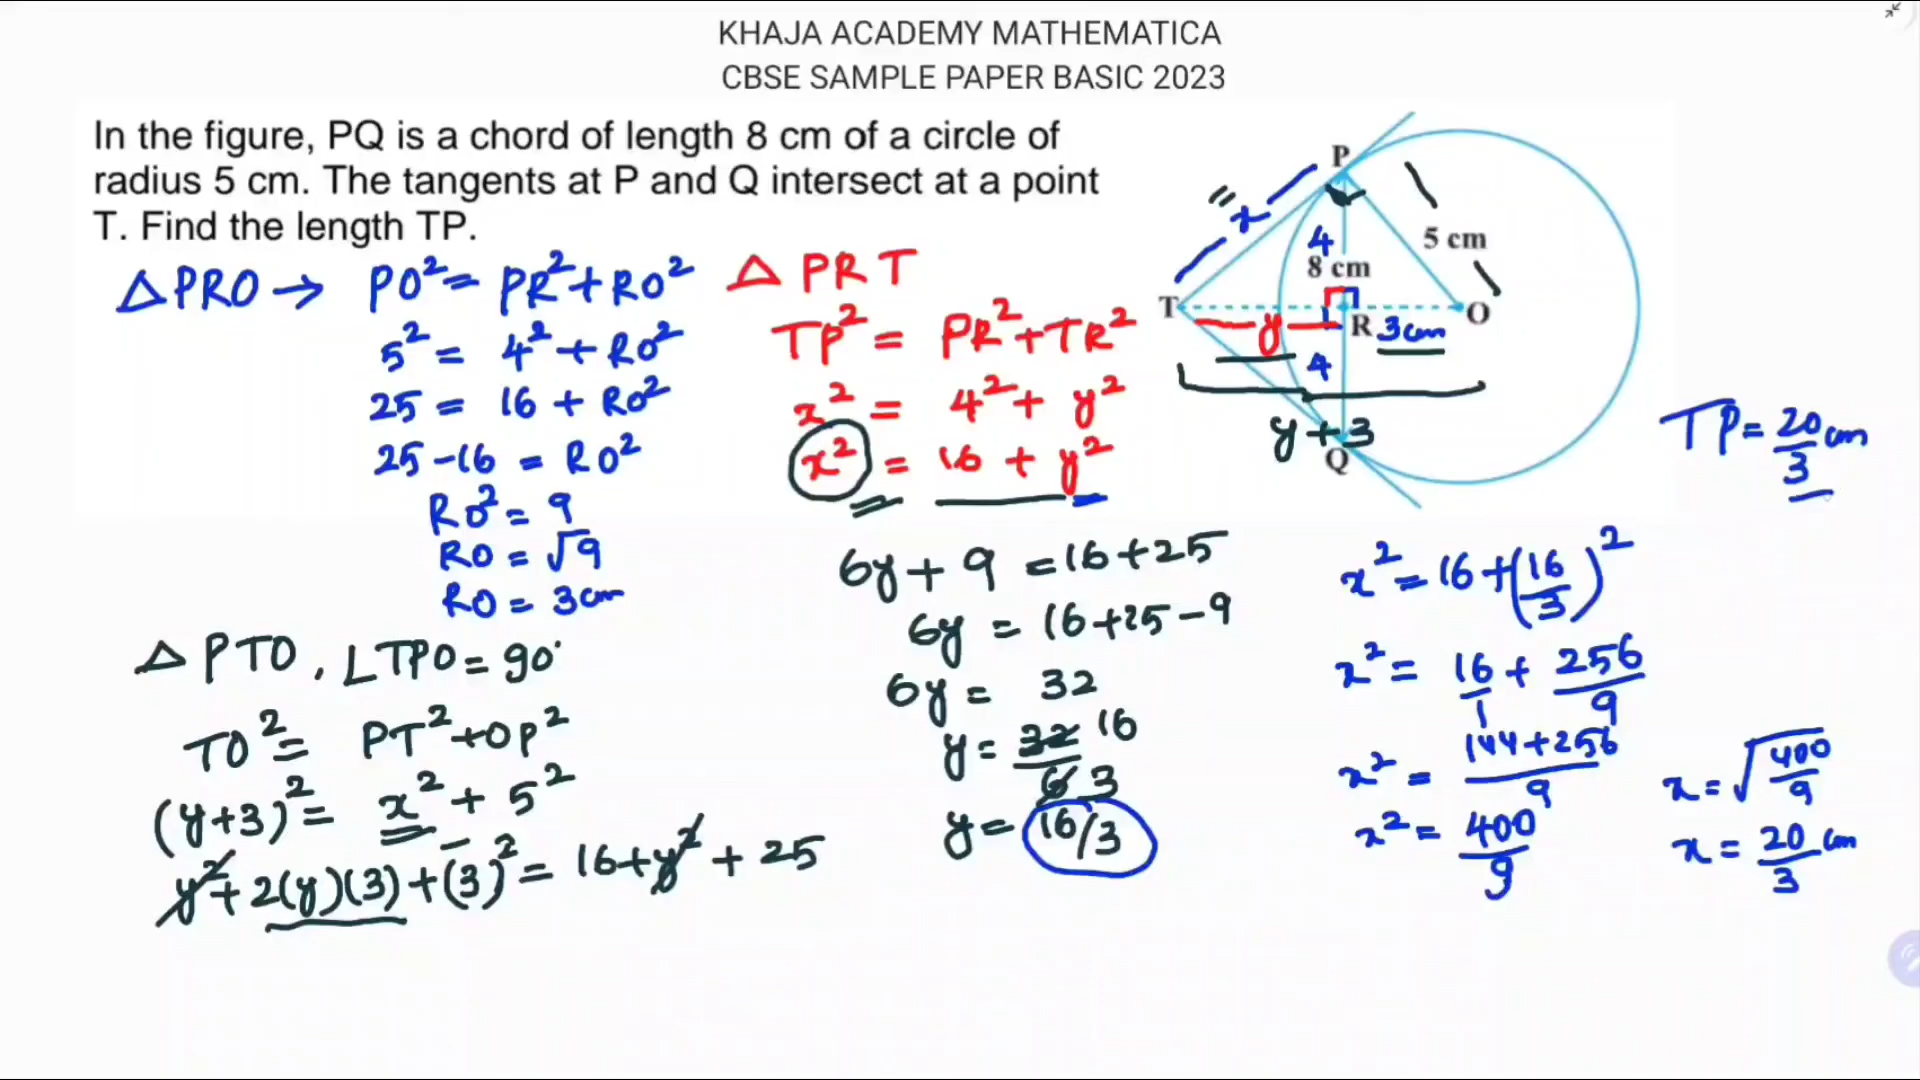 KHAJA ACADEMY MATHEMATICA
CBSE SAMPLE PAPER BASIC 2023
In the figure, PQ is a chord of length 8 cm of a circle of
radius 5 cm. The tangents at P and Q intersect at a point
T. Find the length TP.
△PRO → PO² = PR² + RO²
5² = 4² + RO²
25 = 16 + RO²
25 - 16 = RO²
RO² = 9
RO = √9
RO = 3cm
△ PTO, ∠TPO = 90°
TO² = PT² + OP²
(y+3)² = x² + 5²
y² + 2(y)(3) + (3)² = 16 + y² + 25
△ PRT
TP² = PR² + TR²
x² = 4² + y²
x² = 16 + y²
6y + 9 = 16 + 25
6y = 16 + 25 - 9
6y = 32
y = 32/6 16/3
y = 16/3
P
x
4
5 cm
8 cm
T
y
R
3cm
O
4
y + 3
Q
TP = 20/3 cm
x² = 16 + (16/3)²
x² = 16/1 + 256/9
x² = 144 + 256/9
x² = 400/9
x = √400/9
x = 20/3 cm